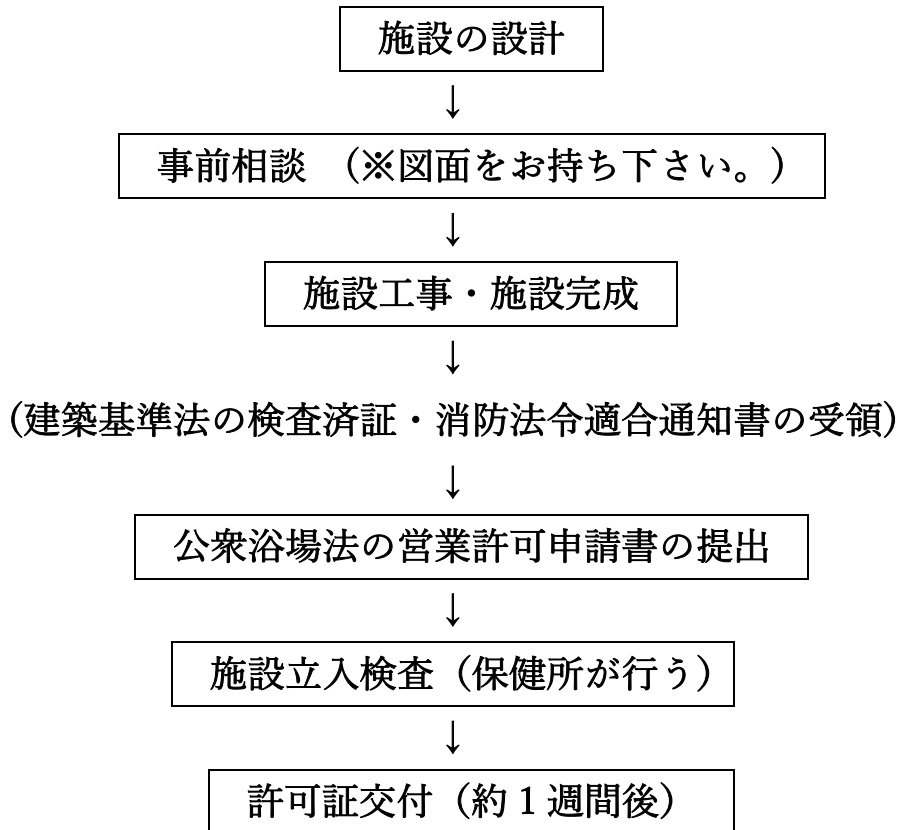 施設の設計
↓
事前相談 （※図面をお持ち下さい。）
↓
施設工事・施設完成
↓
（建築基準法の検査済証・消防法令適合通知書の受領）
↓
公衆浴場法の営業許可申請書の提出
↓
施設立入検査（保健所が行う）
↓
許可証交付（約１週間後）